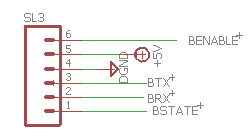 SL3
6 BENABLE+
5 +5V
4 DGND
3 BTX+
2 BRX+
1 BSTATE+